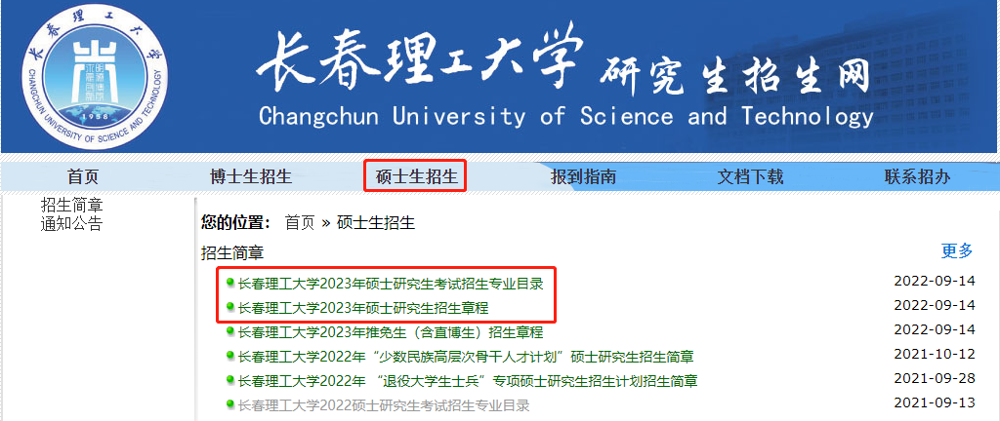 长春理工大学 研究生招生网
Changchun University of Science and Technology
CHANGCHUN UNIVERSITY OF SCIENCE AND TECHNOLOGY
长春理工大学
1958
首页 博士生招生 硕士生招生 报到指南 文档下载 联系招办
招生简章
通知公告
您的位置： 首页 » 硕士生招生
招生简章 更多
长春理工大学2023年硕士研究生考试招生专业目录 2022-09-14
长春理工大学2023年硕士研究生招生章程 2022-09-14
长春理工大学2023年推免生（含直博生）招生章程 2022-09-14
长春理工大学2022年“少数民族高层次骨干人才计划”硕士研究生招生简章 2021-10-12
长春理工大学2022年 “退役大学生士兵”专项硕士研究生招生计划招生简章 2021-09-28
长春理工大学2022硕士研究生考试招生专业目录 2021-09-13